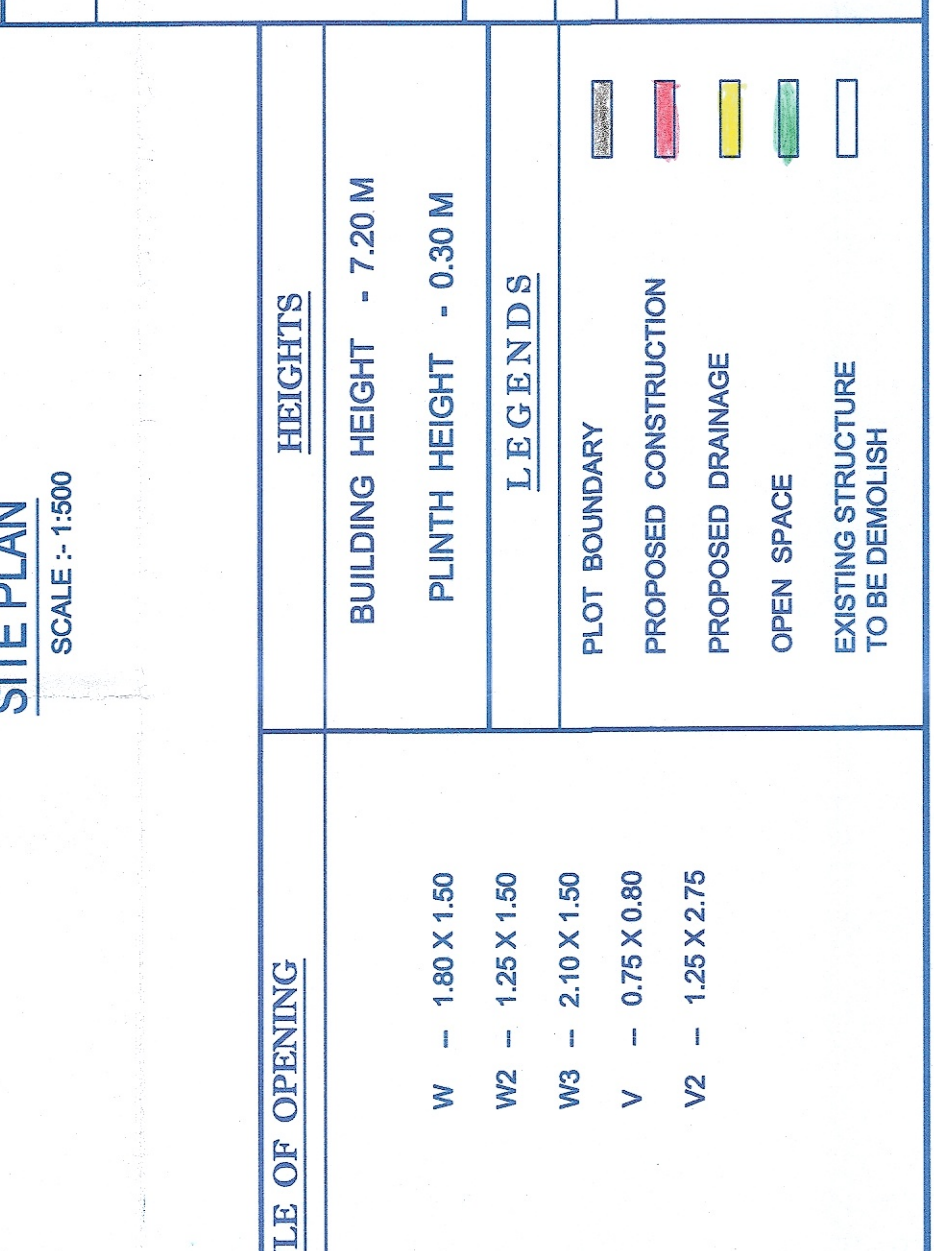 SITE PLAN
SCALE :- 1:500
LE OF OPENING
W -- 1.80 X 1.50
W2 -- 1.25 X 1.50
W3 -- 2.10 X 1.50
V -- 0.75 X 0.80
V2 -- 1.25 X 2.75
HEIGHTS
BUILDING HEIGHT - 7.20 M
PLINTH HEIGHT - 0.30 M
LEGENDS
PLOT BOUNDARY
PROPOSED CONSTRUCTION
PROPOSED DRAINAGE
OPEN SPACE
EXISTING STRUCTURE
TO BE DEMOLISH